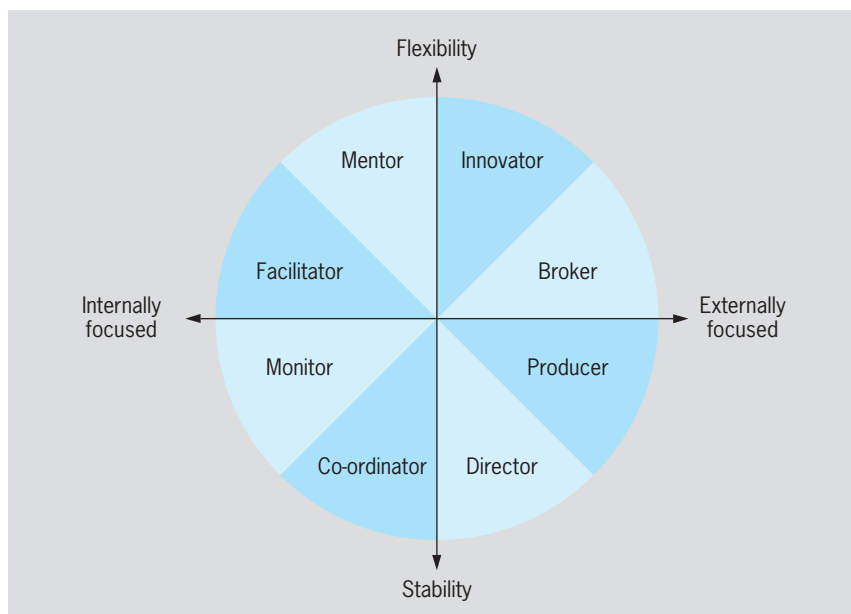 Flexibility
Mentor
Innovator
Facilitator
Broker
Internally
focused
Externally
focused
Monitor
Producer
Co-ordinator
Director
Stability